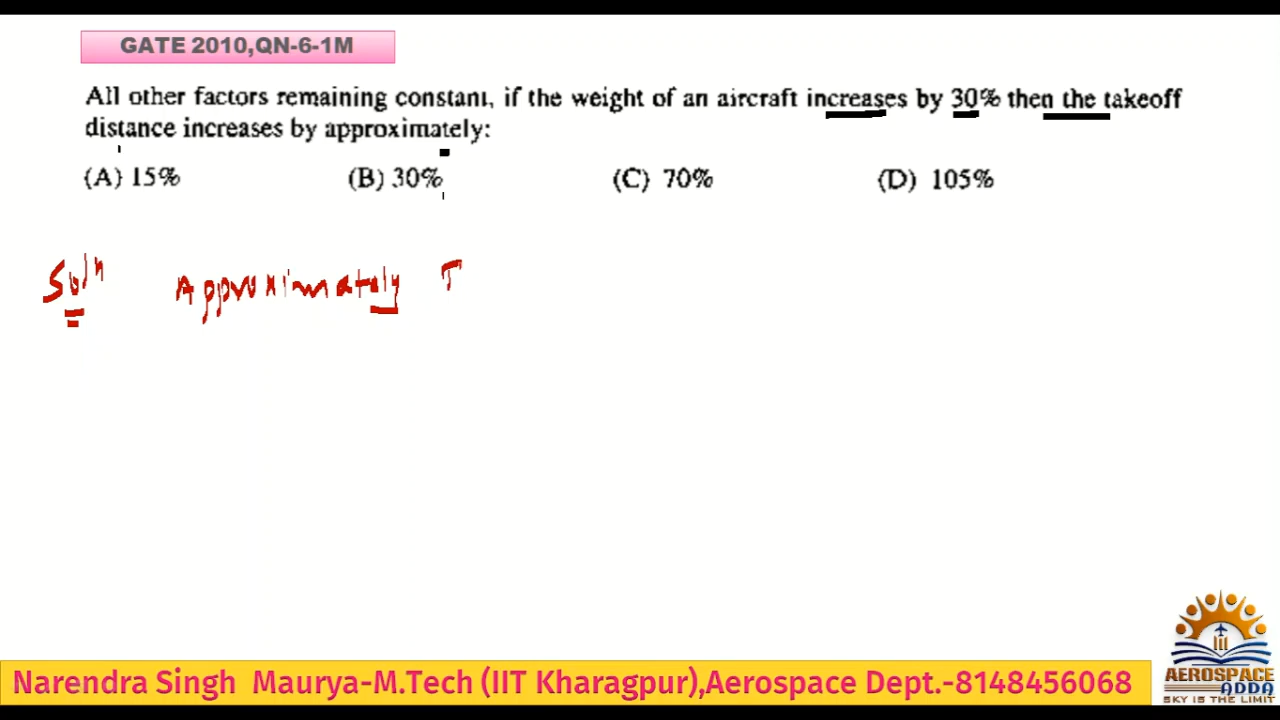 GATE 2010,QN-6-1M
All other factors remaining constant, if the weight of an aircraft increases by 30% then the takeoff
distance increases by approximately:
(A) 15% (B) 30% (C) 70% (D) 105%
Soln Approximately T
Narendra Singh Maurya-M.Tech (IIT Kharagpur),Aerospace Dept.-8148456068
AEROSPACE
ADDA
SKY IS THE LIMIT